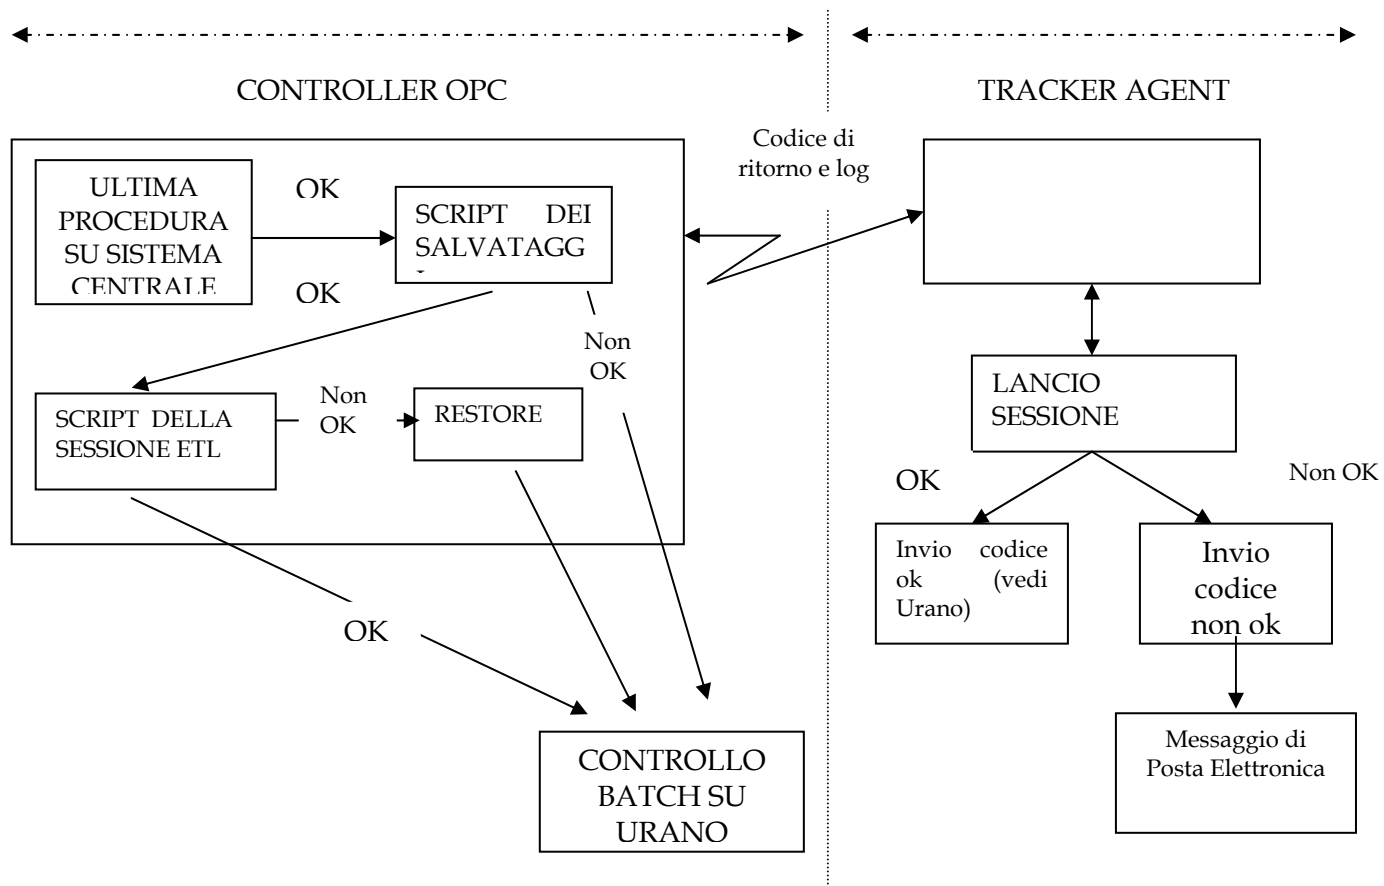 CONTROLLER OPC
TRACKER AGENT
Codice di
ritorno e log
ULTIMA
PROCEDURA
SU SISTEMA
CENTRALE
OK
SCRIPT DEI
SALVATAGG
OK
Non
OK
SCRIPT DELLA
SESSIONE ETL
Non
OK
RESTORE
OK
CONTROLLO
BATCH SU
URANO
LANCIO
SESSIONE
OK
Non OK
Invio codice
ok (vedi
Urano)
Invio
codice
non ok
Messaggio di
Posta Elettronica